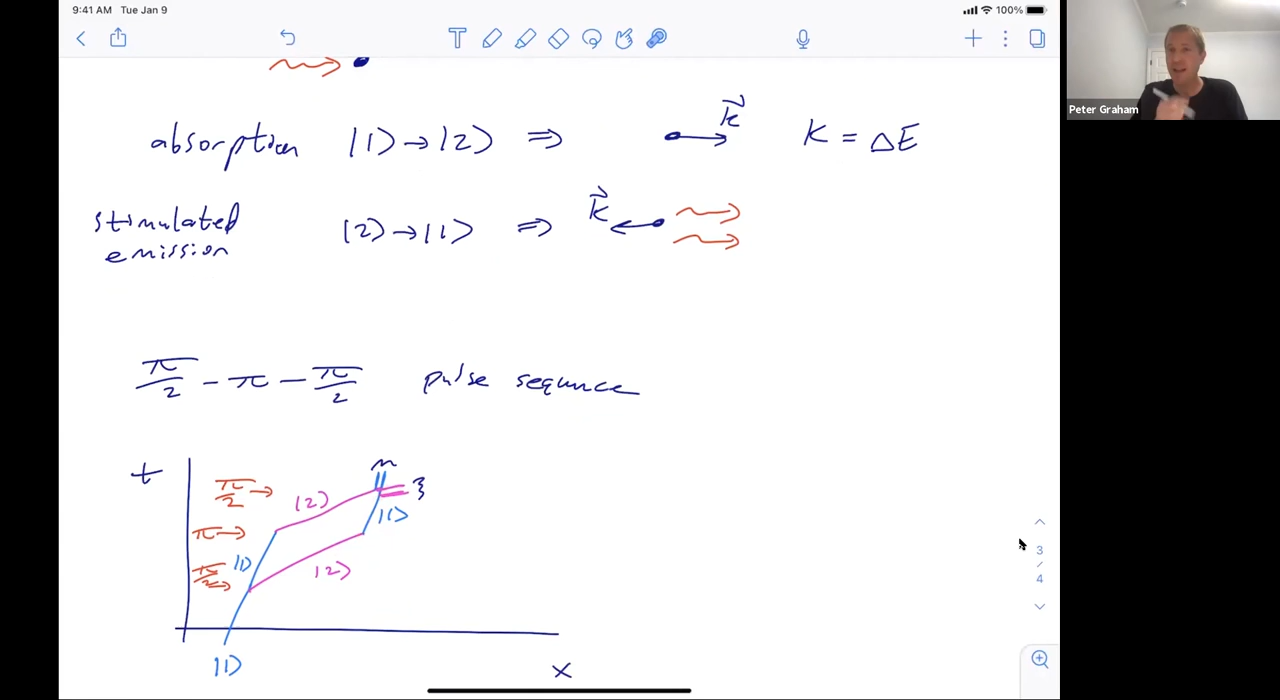 9:41 AM Tue Jan 9
100%
Peter Graham
absorption |1⟩→|2⟩ ⇒ k⃗ k = ΔE
stimulated emission |2⟩→|1⟩ ⇒ k⃗
π/2 - π - π/2 pulse sequnce
t
π/2 → |2⟩
π → |1⟩
π/2 → |1⟩ |2⟩
|1⟩ x
3
/
4